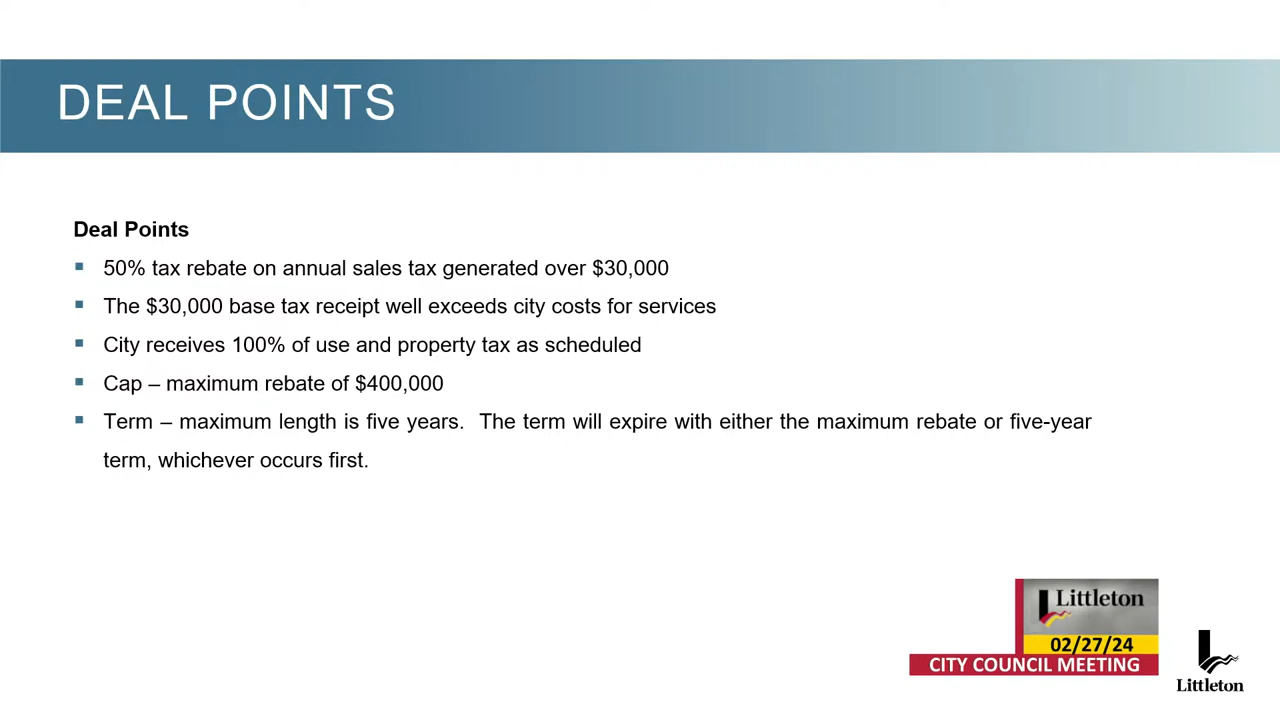 DEAL POINTS
Deal Points
▪ 50% tax rebate on annual sales tax generated over $30,000
▪ The $30,000 base tax receipt well exceeds city costs for services
▪ City receives 100% of use and property tax as scheduled
▪ Cap – maximum rebate of $400,000
▪ Term – maximum length is five years.  The term will expire with either the maximum rebate or five-year
term, whichever occurs first.
Littleton
02/27/24
CITY COUNCIL MEETING
Littleton